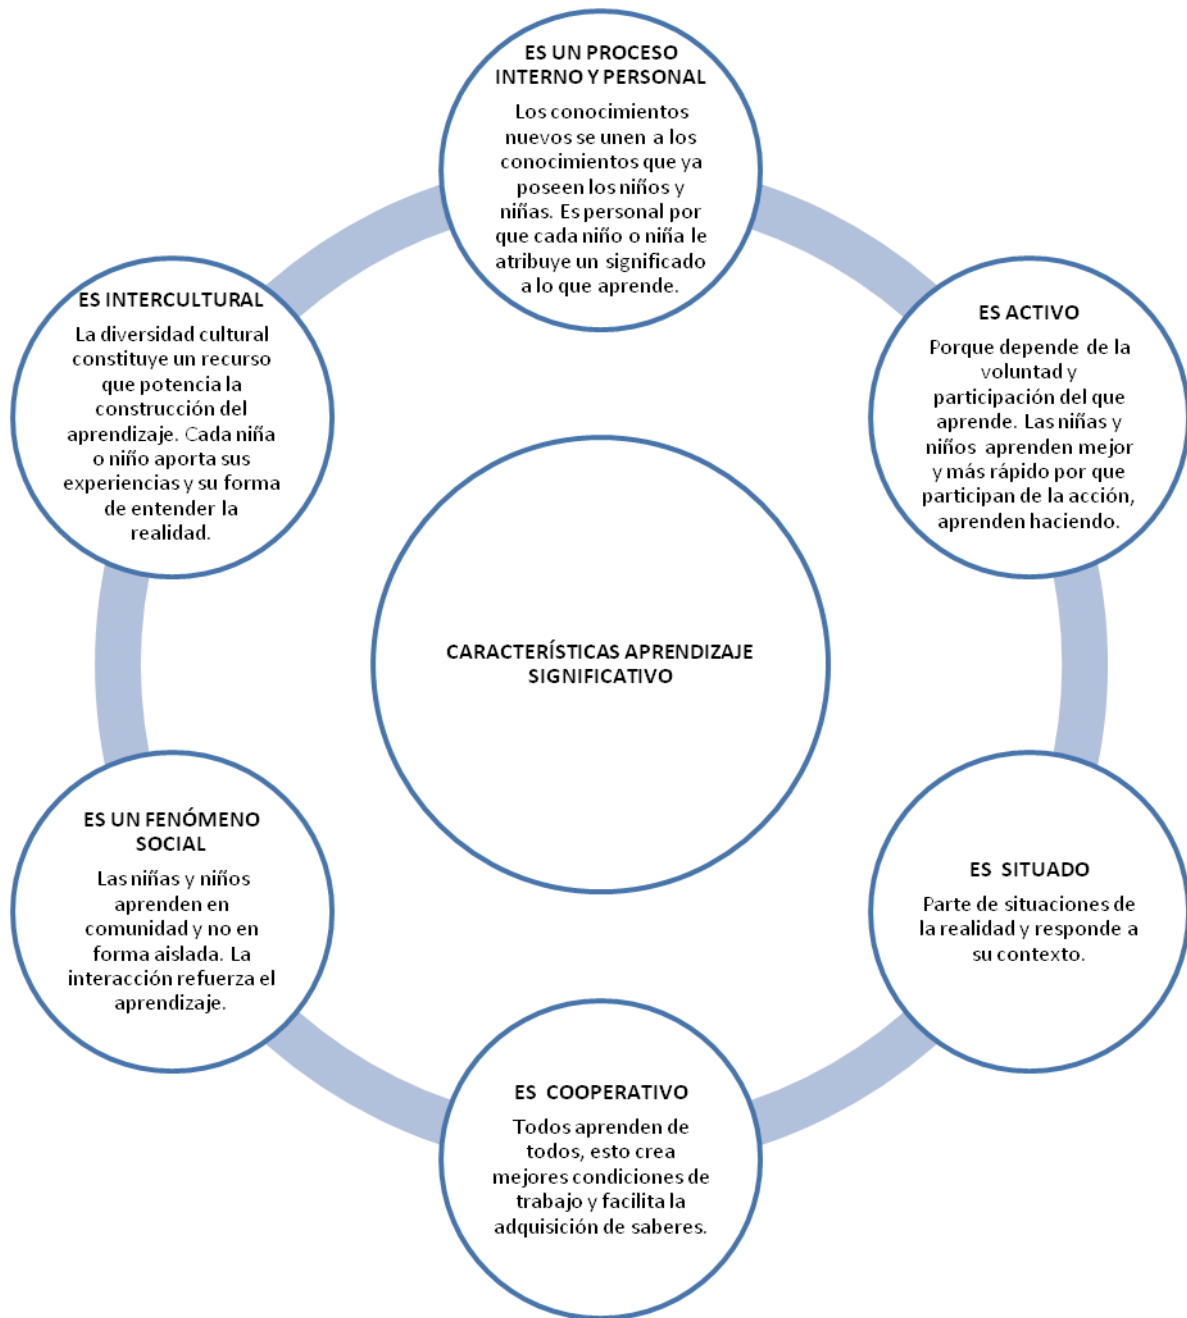 ES UN PROCESO
INTERNO Y PERSONAL
Los conocimientos
nuevos se unen a los
conocimientos que ya
poseen los niños y
niñas. Es personal por
que cada niño o niña le
atribuye un significado
a lo que aprende.
ES ACTIVO
Porque depende de la
voluntad y
participación del que
aprende. Las niñas y
niños aprenden mejor
y más rápido por que
participan de la acción,
aprenden haciendo.
ES SITUADO
Parte de situaciones de
la realidad y responde a
su contexto.
ES COOPERATIVO
Todos aprenden de
todos, esto crea
mejores condiciones de
trabajo y facilita la
adquisición de saberes.
ES UN FENÓMENO
SOCIAL
Las niñas y niños
aprenden en
comunidad y no en
forma aislada. La
interacción refuerza el
aprendizaje.
ES INTERCULTURAL
La diversidad cultural
constituye un recurso
que potencia la
construcción del
aprendizaje. Cada niña
o niño aporta sus
experiencias y su forma
de entender la
realidad.
CARACTERÍSTICAS APRENDIZAJE
SIGNIFICATIVO